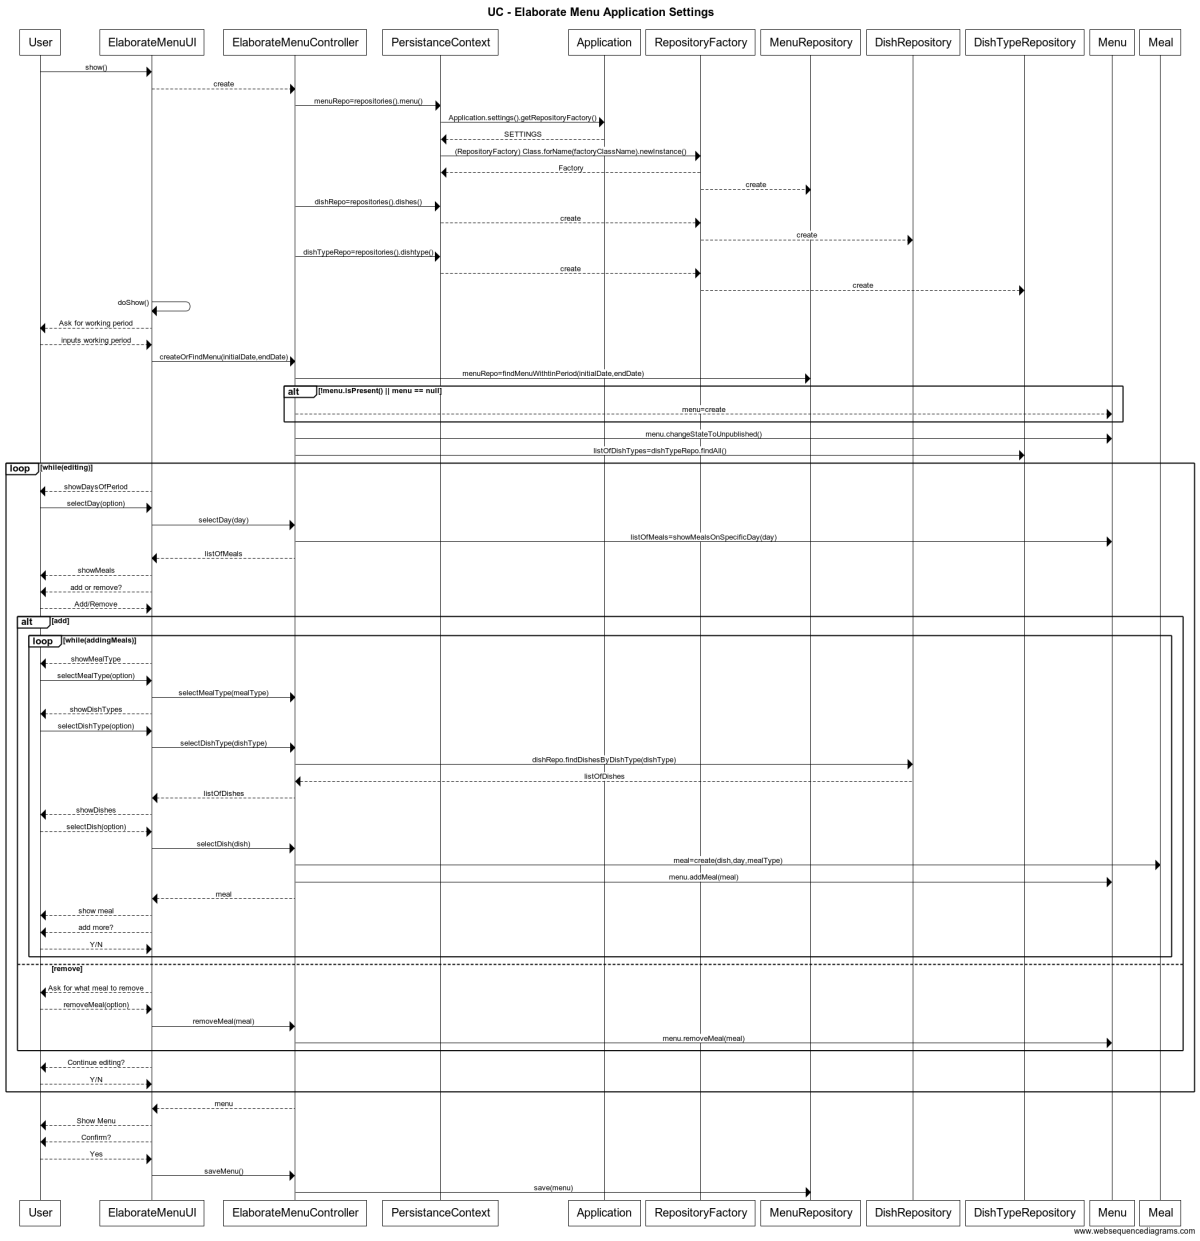 UC - Elaborate Menu Application Settings
User ElaborateMenuUI ElaborateMenuController PersistanceContext Application RepositoryFactory MenuRepository DishRepository DishTypeRepository Menu Meal
show()
create
menuRepo=repositories().menu()
Application.settings().getRepositoryFactory()
SETTINGS
(RepositoryFactory) Class.forName(factoryClassName).newInstance()
Factory
create
dishRepo=repositories().dishes()
create
create
dishTypeRepo=repositories().dishtype()
create
create
doShow()
Ask for working period
inputs working period
createOrFindMenu(initialDate,endDate)
menuRepo=findMenuWithtinPeriod(initialDate,endDate)
alt [!menu.isPresent() || menu == null]
menu=create
menu.changeStateToUnpublished()
listOfDishTypes=dishTypeRepo.findAll()
loop [while(editing)]
showDaysOfPeriod
selectDay(option)
selectDay(day)
listOfMeals=showMealsOnSpecificDay(day)
listOfMeals
showMeals
add or remove?
Add/Remove
alt [add]
loop [while(addingMeals)]
showMealType
selectMealType(option)
selectMealType(mealType)
showDishTypes
selectDishType(option)
selectDishType(dishType)
dishRepo.findDishesByDishType(dishType)
listOfDishes
listOfDishes
showDishes
selectDish(option)
selectDish(dish)
meal=create(dish,day,mealType)
menu.addMeal(meal)
meal
show meal
add more?
Y/N
[remove]
Ask for what meal to remove
removeMeal(option)
removeMeal(meal)
menu.removeMeal(meal)
Continue editing?
Y/N
menu
Show Menu
Confirm?
Yes
saveMenu()
save(menu)
User ElaborateMenuUI ElaborateMenuController PersistanceContext Application RepositoryFactory MenuRepository DishRepository DishTypeRepository Menu Meal
www.websequencediagrams.com